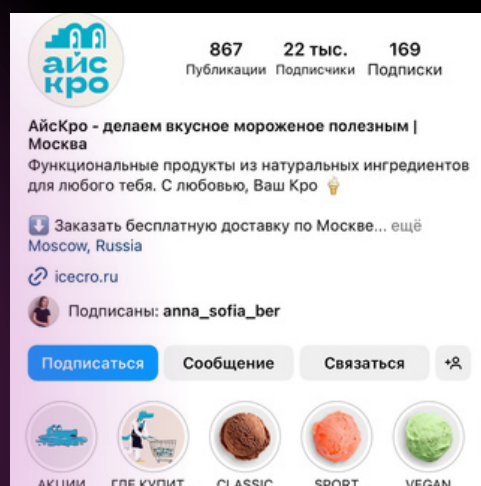 айс
кро
867 22 тыс. 169
Публикации Подписчики Подписки
АйсКро - делаем вкусное мороженое полезным |
Москва
Функциональные продукты из натуральных ингредиентов
для любого тебя. С любовью, Ваш Кро 🍦
⬇️ Заказать бесплатную доставку по Москве... ещё
Moscow, Russia
icecro.ru
Подписаны: anna_sofia_ber
Подписаться Сообщение Связаться
АКЦИИ ГДЕ КУПИТ... CLASSIC SPORT VEGAN